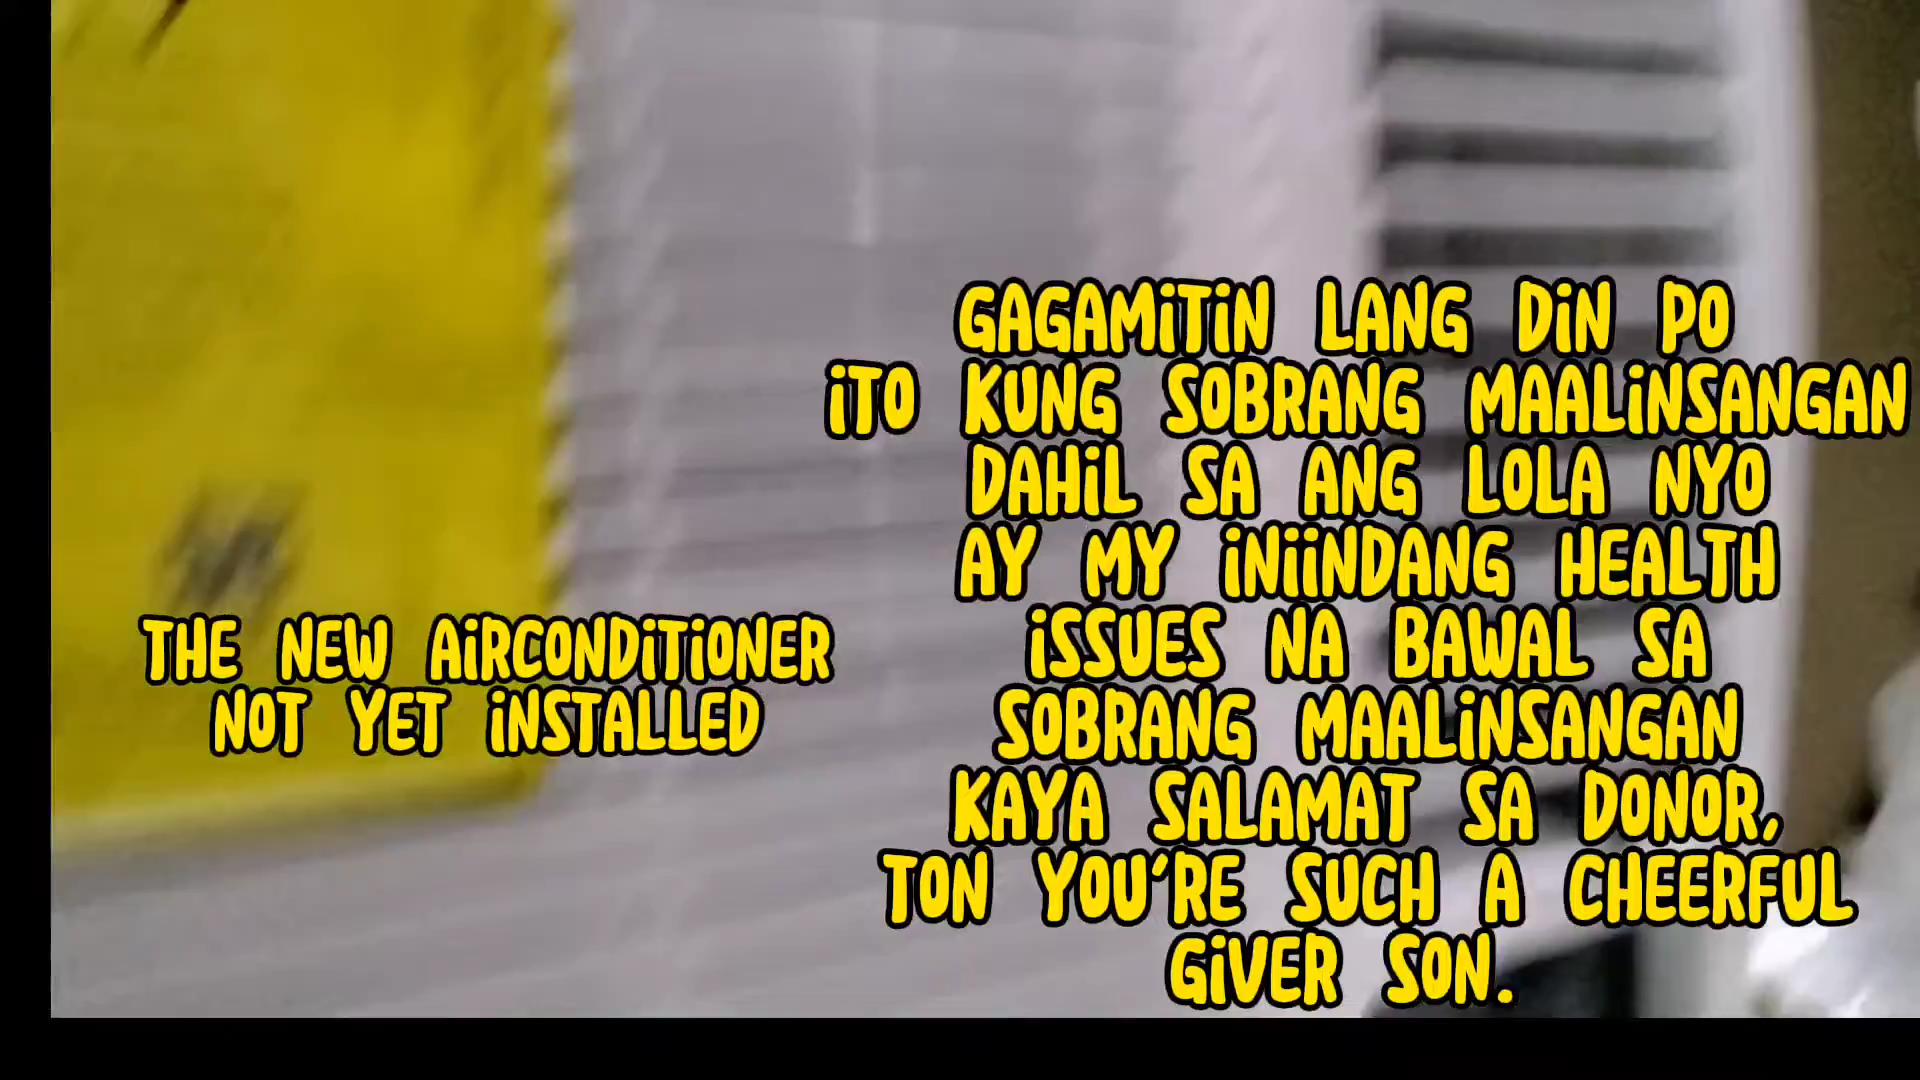 THE NEW AIRCONDITIONER
NOT YET INSTALLED
GAGAMITIN LANG DIN PO
ITO KUNG SOBRANG MAALINSANGAN
DAHIL SA ANG LOLA NYO
AY MY INIINDANG HEALTH
ISSUES NA BAWAL SA
SOBRANG MAALINSANGAN
KAYA SALAMAT SA DONOR,
TON YOU'RE SUCH A CHEERFUL
GIVER SON.